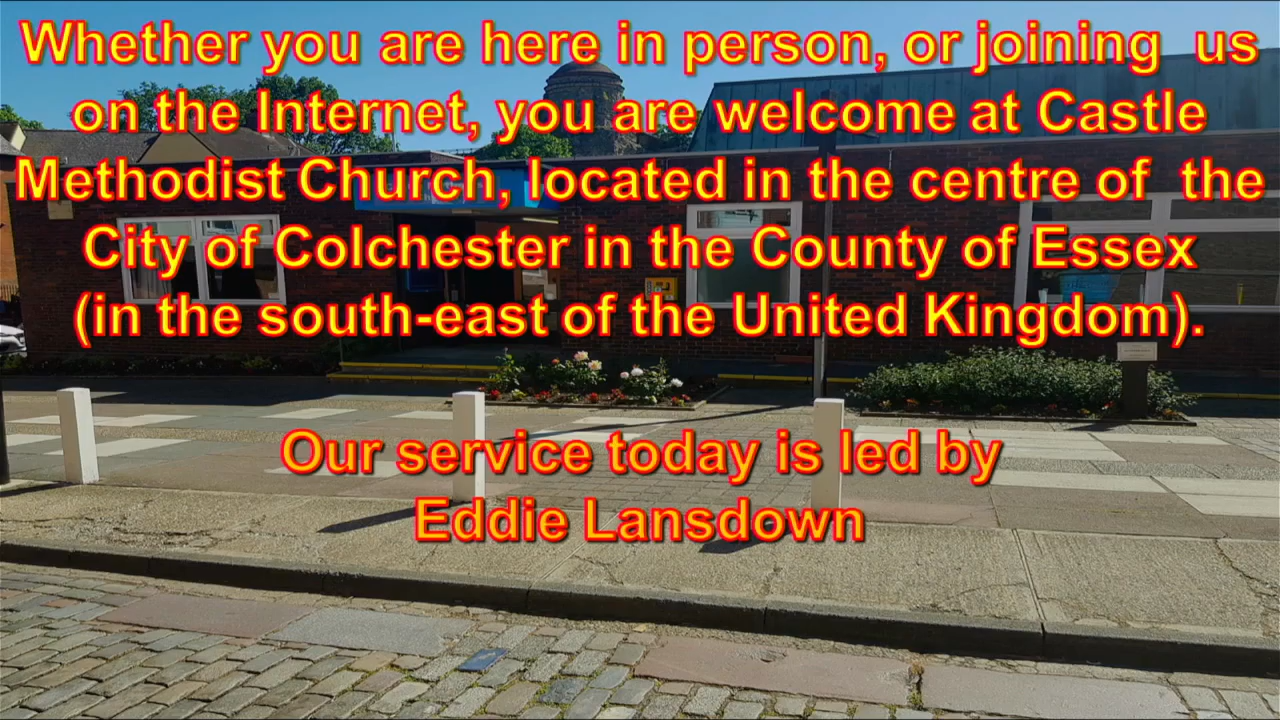 Whether you are here in person, or joining us
on the Internet, you are welcome at Castle
Methodist Church, located in the centre of the
City of Colchester in the County of Essex
(in the south-east of the United Kingdom).
Our service today is led by
Eddie Lansdown